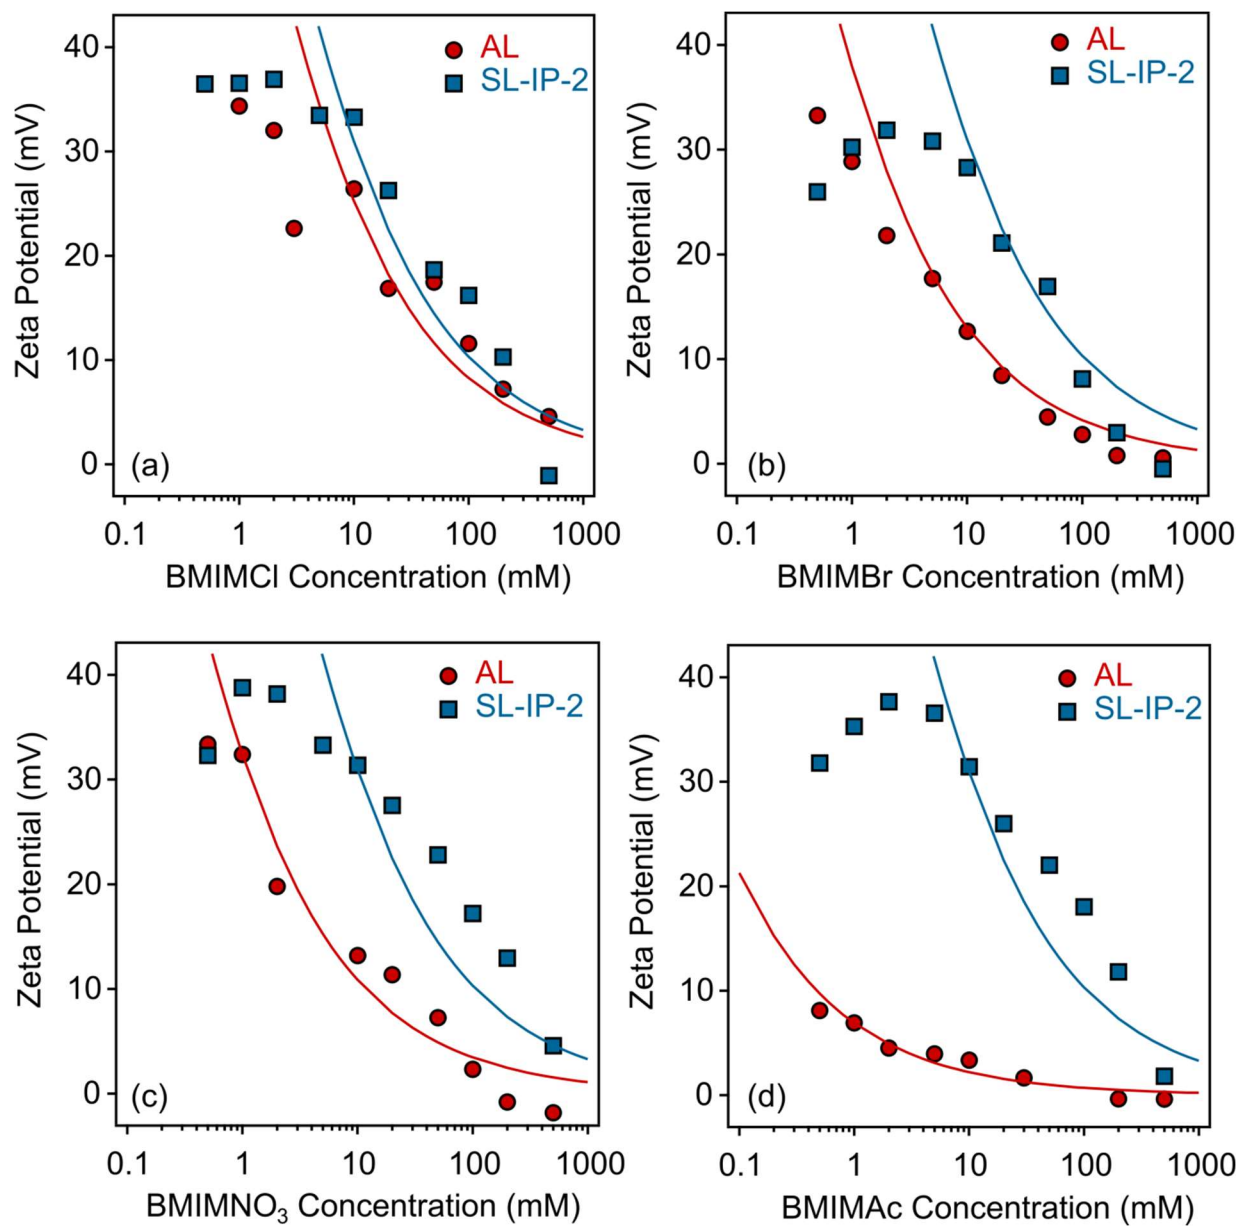 40
30
20
10
0
Zeta Potential (mV)
AL
SL-IP-2
(a)
0.1 1 10 100 1000
BMIMCl Concentration (mM)
40
30
20
10
0
Zeta Potential (mV)
AL
SL-IP-2
(b)
0.1 1 10 100 1000
BMIMBr Concentration (mM)
40
30
20
10
0
Zeta Potential (mV)
AL
SL-IP-2
(c)
0.1 1 10 100 1000
BMIMNO₃ Concentration (mM)
40
30
20
10
0
Zeta Potential (mV)
AL
SL-IP-2
(d)
0.1 1 10 100 1000
BMIMAc Concentration (mM)